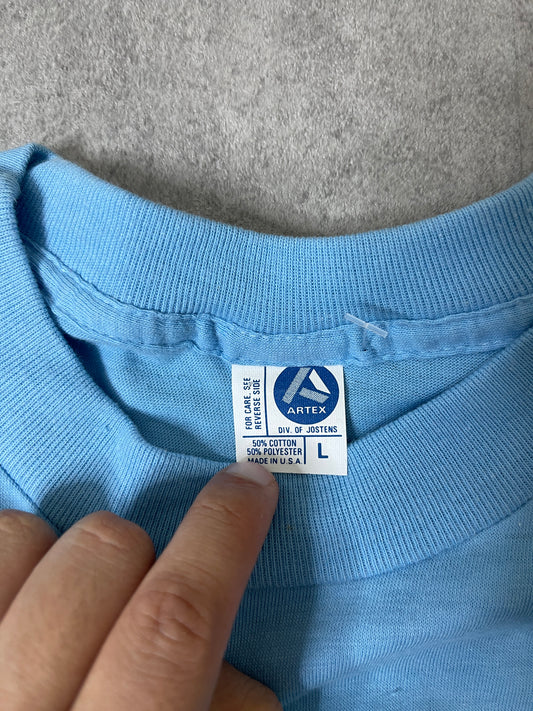 FOR CARE, SEE
REVERSE SIDE
ARTEX
DIV. OF JOSTENS
50% COTTON
50% POLYESTER
MADE IN U.S.A.
L